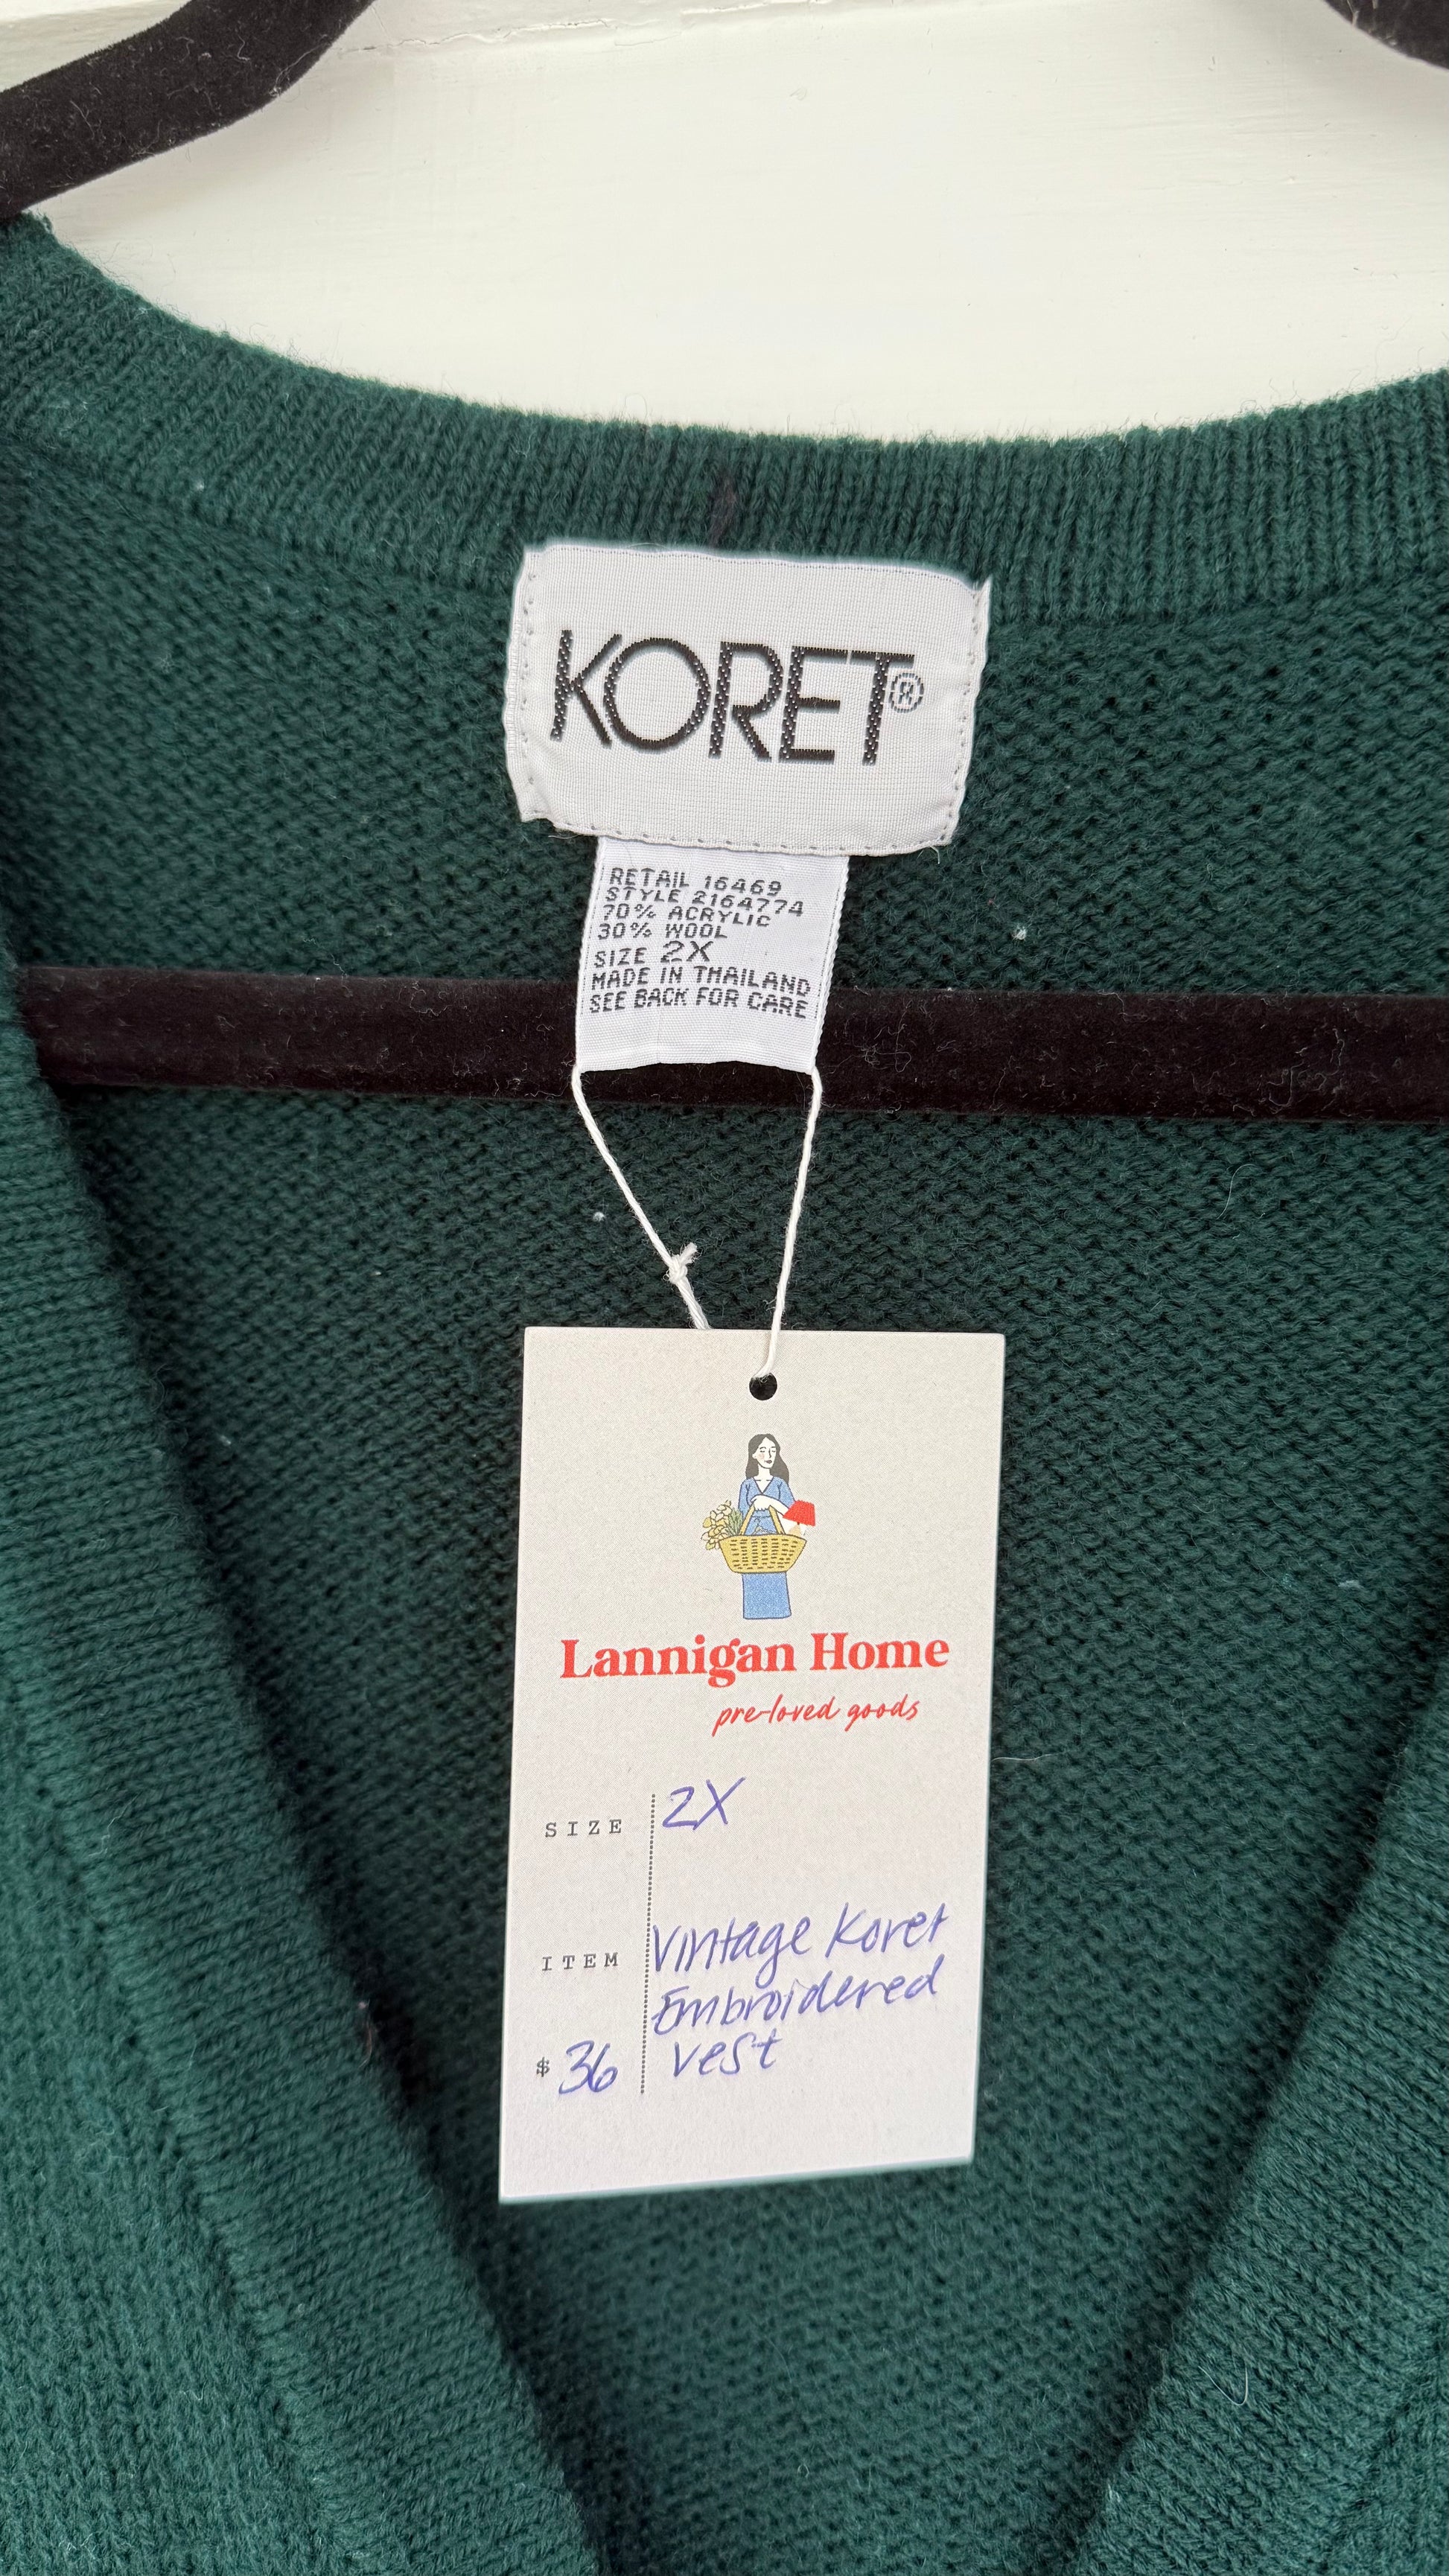 KORET®
RETAIL 16469
STYLE 2164774
70% ACRYLIC
30% WOOL
SIZE 2X
MADE IN THAILAND
SEE BACK FOR CARE
Lannigan Home
pre-loved goods
SIZE 2X
ITEM Vintage Koret
Embroidered
vest
$ 36